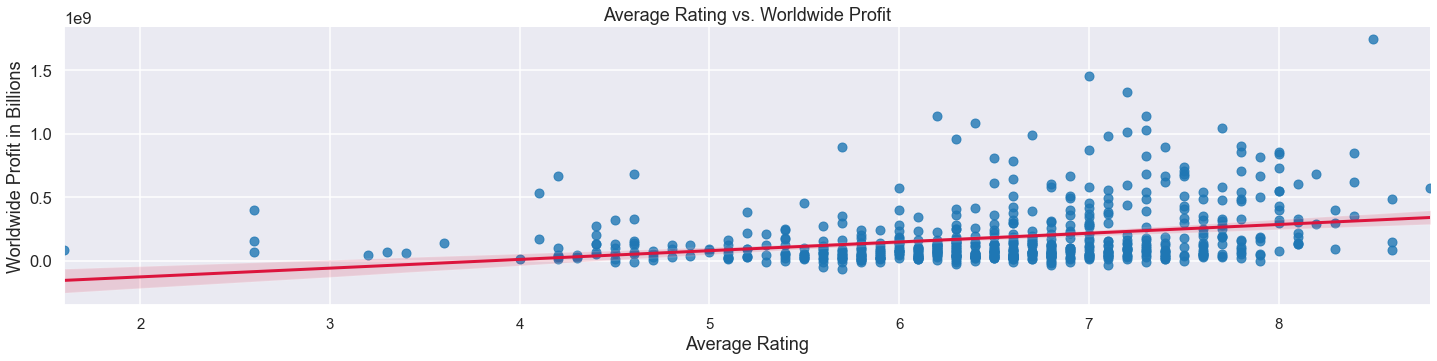 Average Rating vs. Worldwide Profit
1e9
Worldwide Profit in Billions
1.5
1.0
0.5
0.0
2 3 4 5 6 7 8
Average Rating